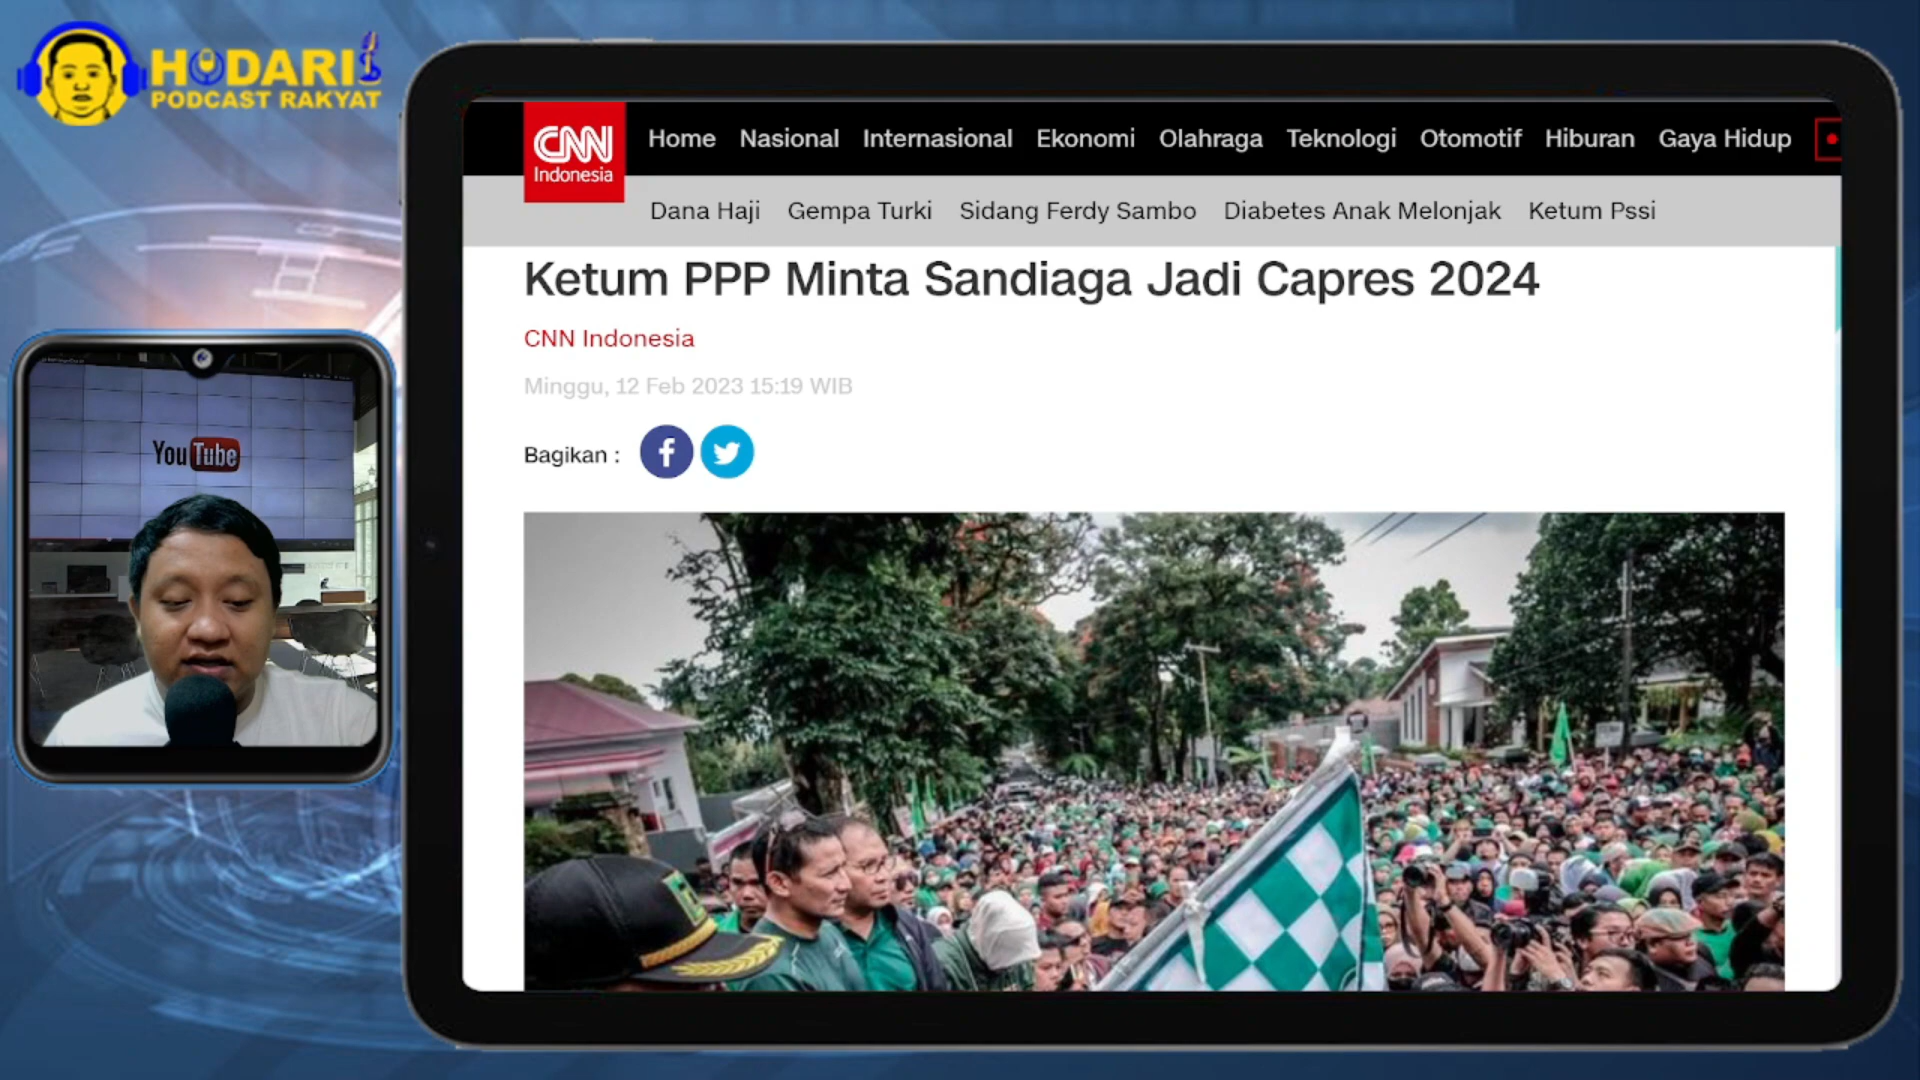 HODARI
PODCAST RAKYAT
CNN
Indonesia
Home Nasional Internasional Ekonomi Olahraga Teknologi Otomotif Hiburan Gaya Hidup
Dana Haji Gempa Turki Sidang Ferdy Sambo Diabetes Anak Melonjak Ketum Pssi
Ketum PPP Minta Sandiaga Jadi Capres 2024
CNN Indonesia
Minggu, 12 Feb 2023 15:19 WIB
Bagikan :
YouTube